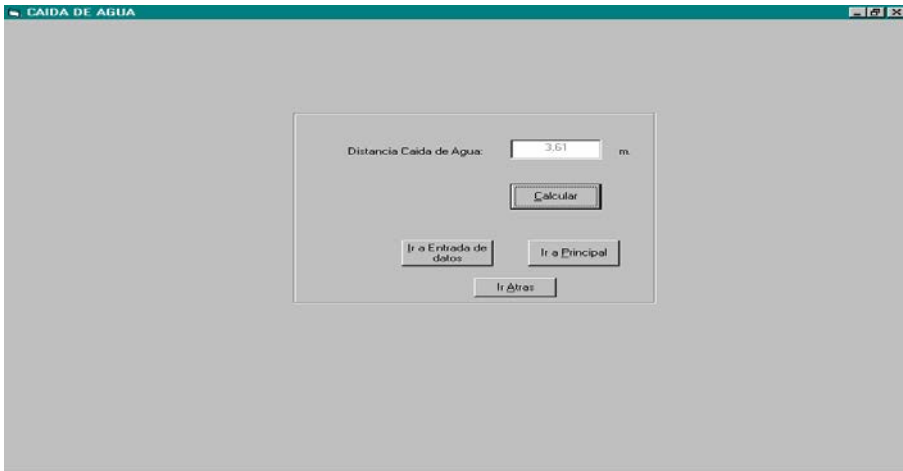 CAIDA DE AGUA
Distancia Caida de Agua: 3,61 m.
Calcular
Ir a Entrada de
datos
Ir a Principal
Ir Atras